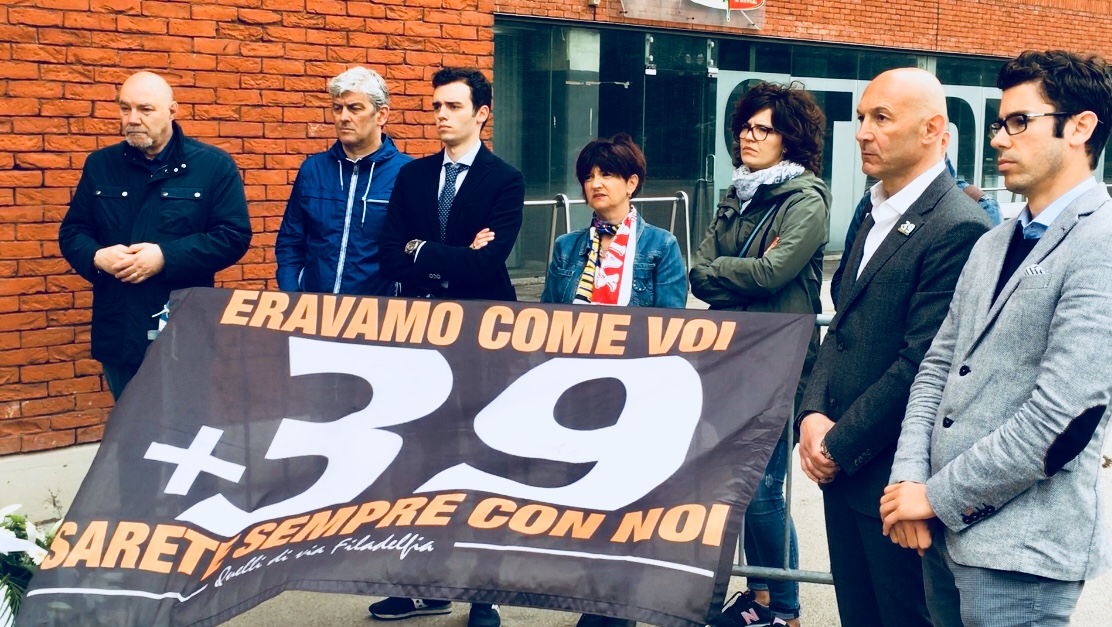 ERAVAMO COME VOI
+39
SARETE SEMPRE CON NOI
Quelli di via Filadelfia